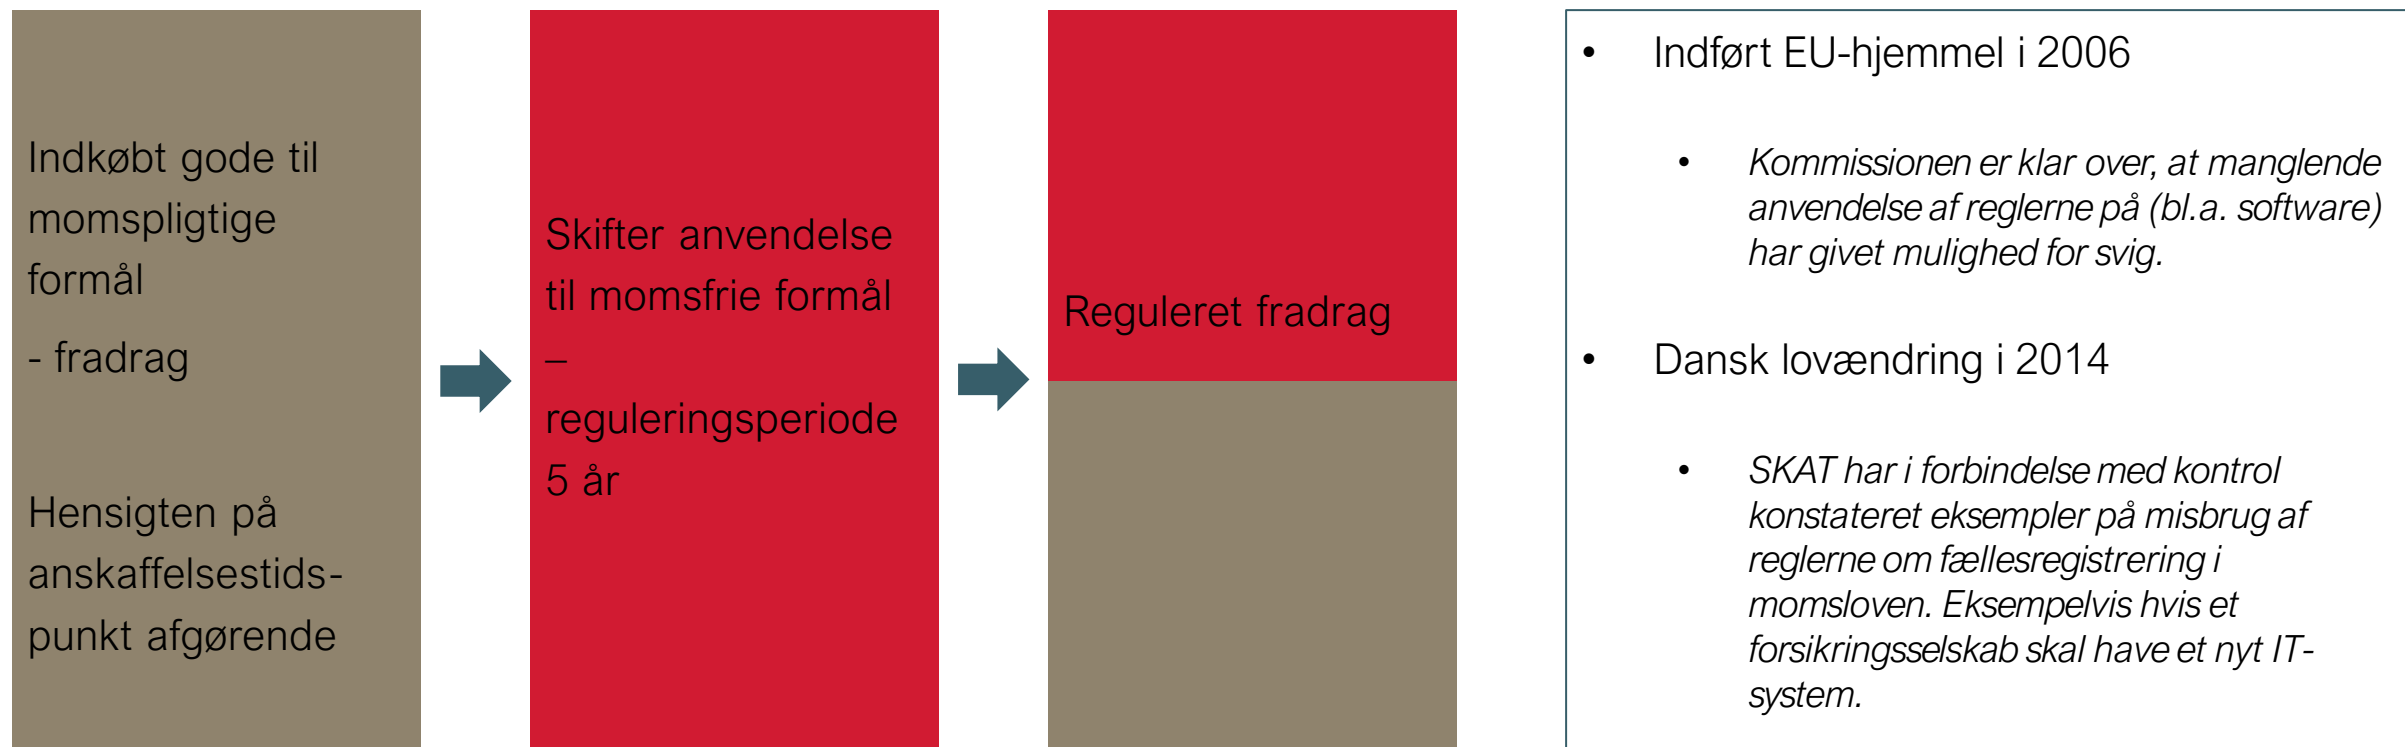 Indkøbt gode til
momspligtige
formål
- fradrag
Hensigten på
anskaffelsestids-
punkt afgørende
Skifter anvendelse
til momsfrie formål
–
reguleringsperiode
5 år
Reguleret fradrag
• Indført EU-hjemmel i 2006
• Kommissionen er klar over, at manglende
anvendelse af reglerne på (bl.a. software)
har givet mulighed for svig.
• Dansk lovændring i 2014
• SKAT har i forbindelse med kontrol
konstateret eksempler på misbrug af
reglerne om fællesregistrering i
momsloven. Eksempelvis hvis et
forsikringsselskab skal have et nyt IT-
system.